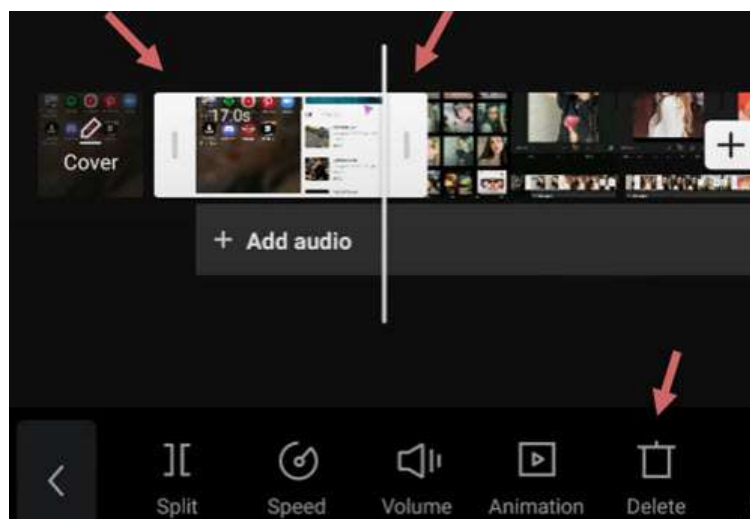 17.0s
Cover
+ Add audio
Split
Speed
Volume
Animation
Delete